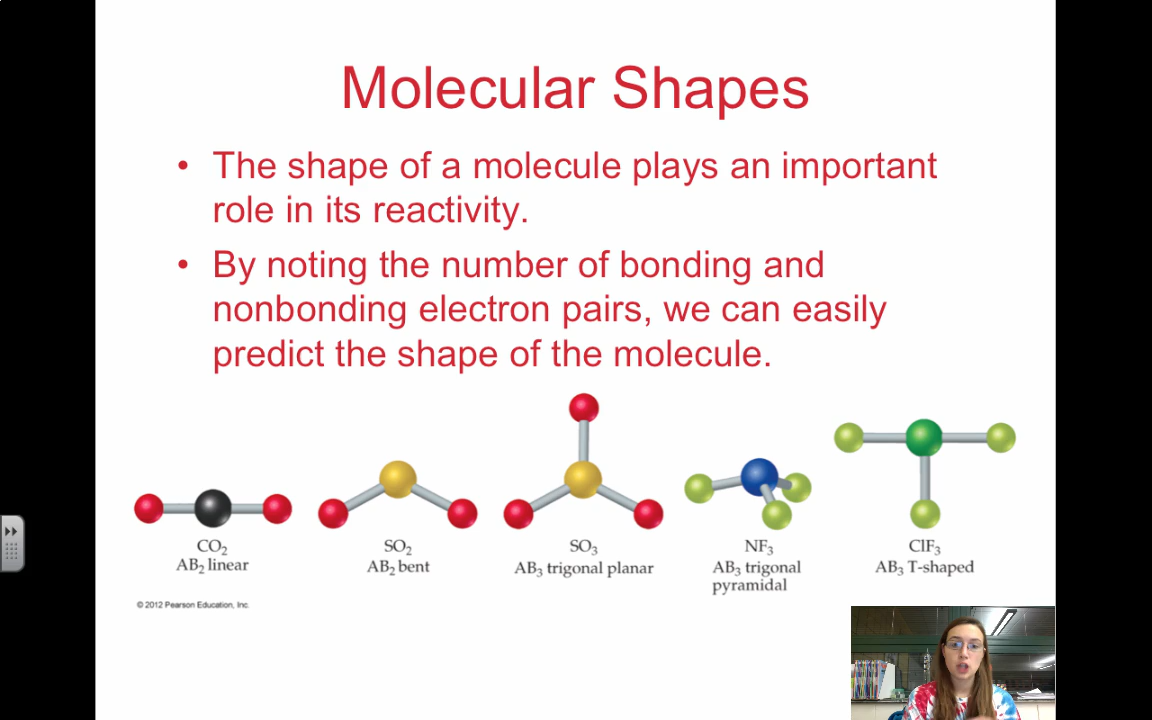 Molecular Shapes
• The shape of a molecule plays an important
role in its reactivity.
• By noting the number of bonding and
nonbonding electron pairs, we can easily
predict the shape of the molecule.
CO₂
AB₂ linear
SO₂
AB₂ bent
SO₃
AB₃ trigonal planar
NF₃
AB₃ trigonal
pyramidal
ClF₃
AB₃ T-shaped
© 2012 Pearson Education, Inc.